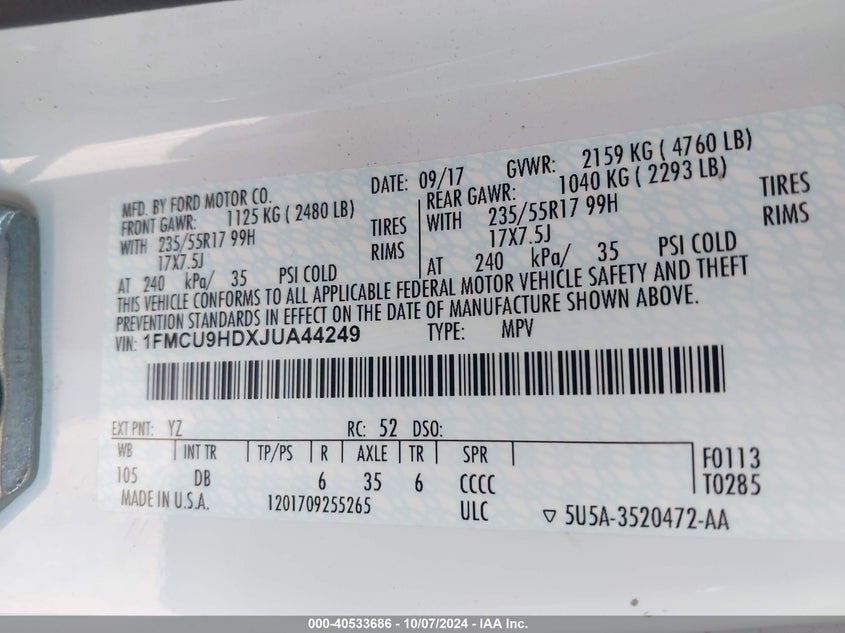 MFD. BY FORD MOTOR CO. DATE: 09/17 GVWR: 2159 KG ( 4760 LB)
FRONT GAWR: 1125 KG ( 2480 LB) REAR GAWR: 1040 KG ( 2293 LB)
WITH 235/55R17 99H TIRES WITH 235/55R17 99H TIRES
17X7.5J RIMS 17X7.5J RIMS
AT 240 kPa/ 35 PSI COLD AT 240 kPa/ 35 PSI COLD
THIS VEHICLE CONFORMS TO ALL APPLICABLE FEDERAL MOTOR VEHICLE SAFETY AND THEFT
PREVENTION STANDARDS IN EFFECT ON THE DATE OF MANUFACTURE SHOWN ABOVE.
VIN: 1FMCU9HDXJUA44249 TYPE: MPV
EXT PNT: YZ RC: 52 DSO:
WB INT TR TP/PS R AXLE TR SPR F0113
105 DB 6 35 6 CCCC T0285
MADE IN U.S.A. 1201709255265 ULC ▽ 5U5A-3520472-AA
000-40533686 - 10/07/2024 - IAA Inc.